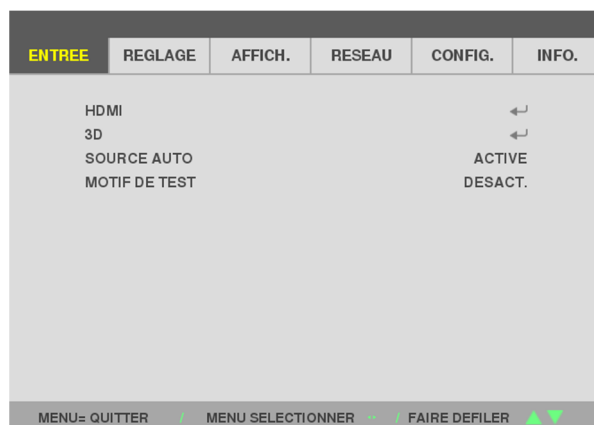 ENTREE REGLAGE AFFICH. RESEAU CONFIG. INFO.
HDMI
3D
SOURCE AUTO ACTIVE
MOTIF DE TEST DESACT.
MENU= QUITTER / MENU SELECTIONNER / FAIRE DEFILER